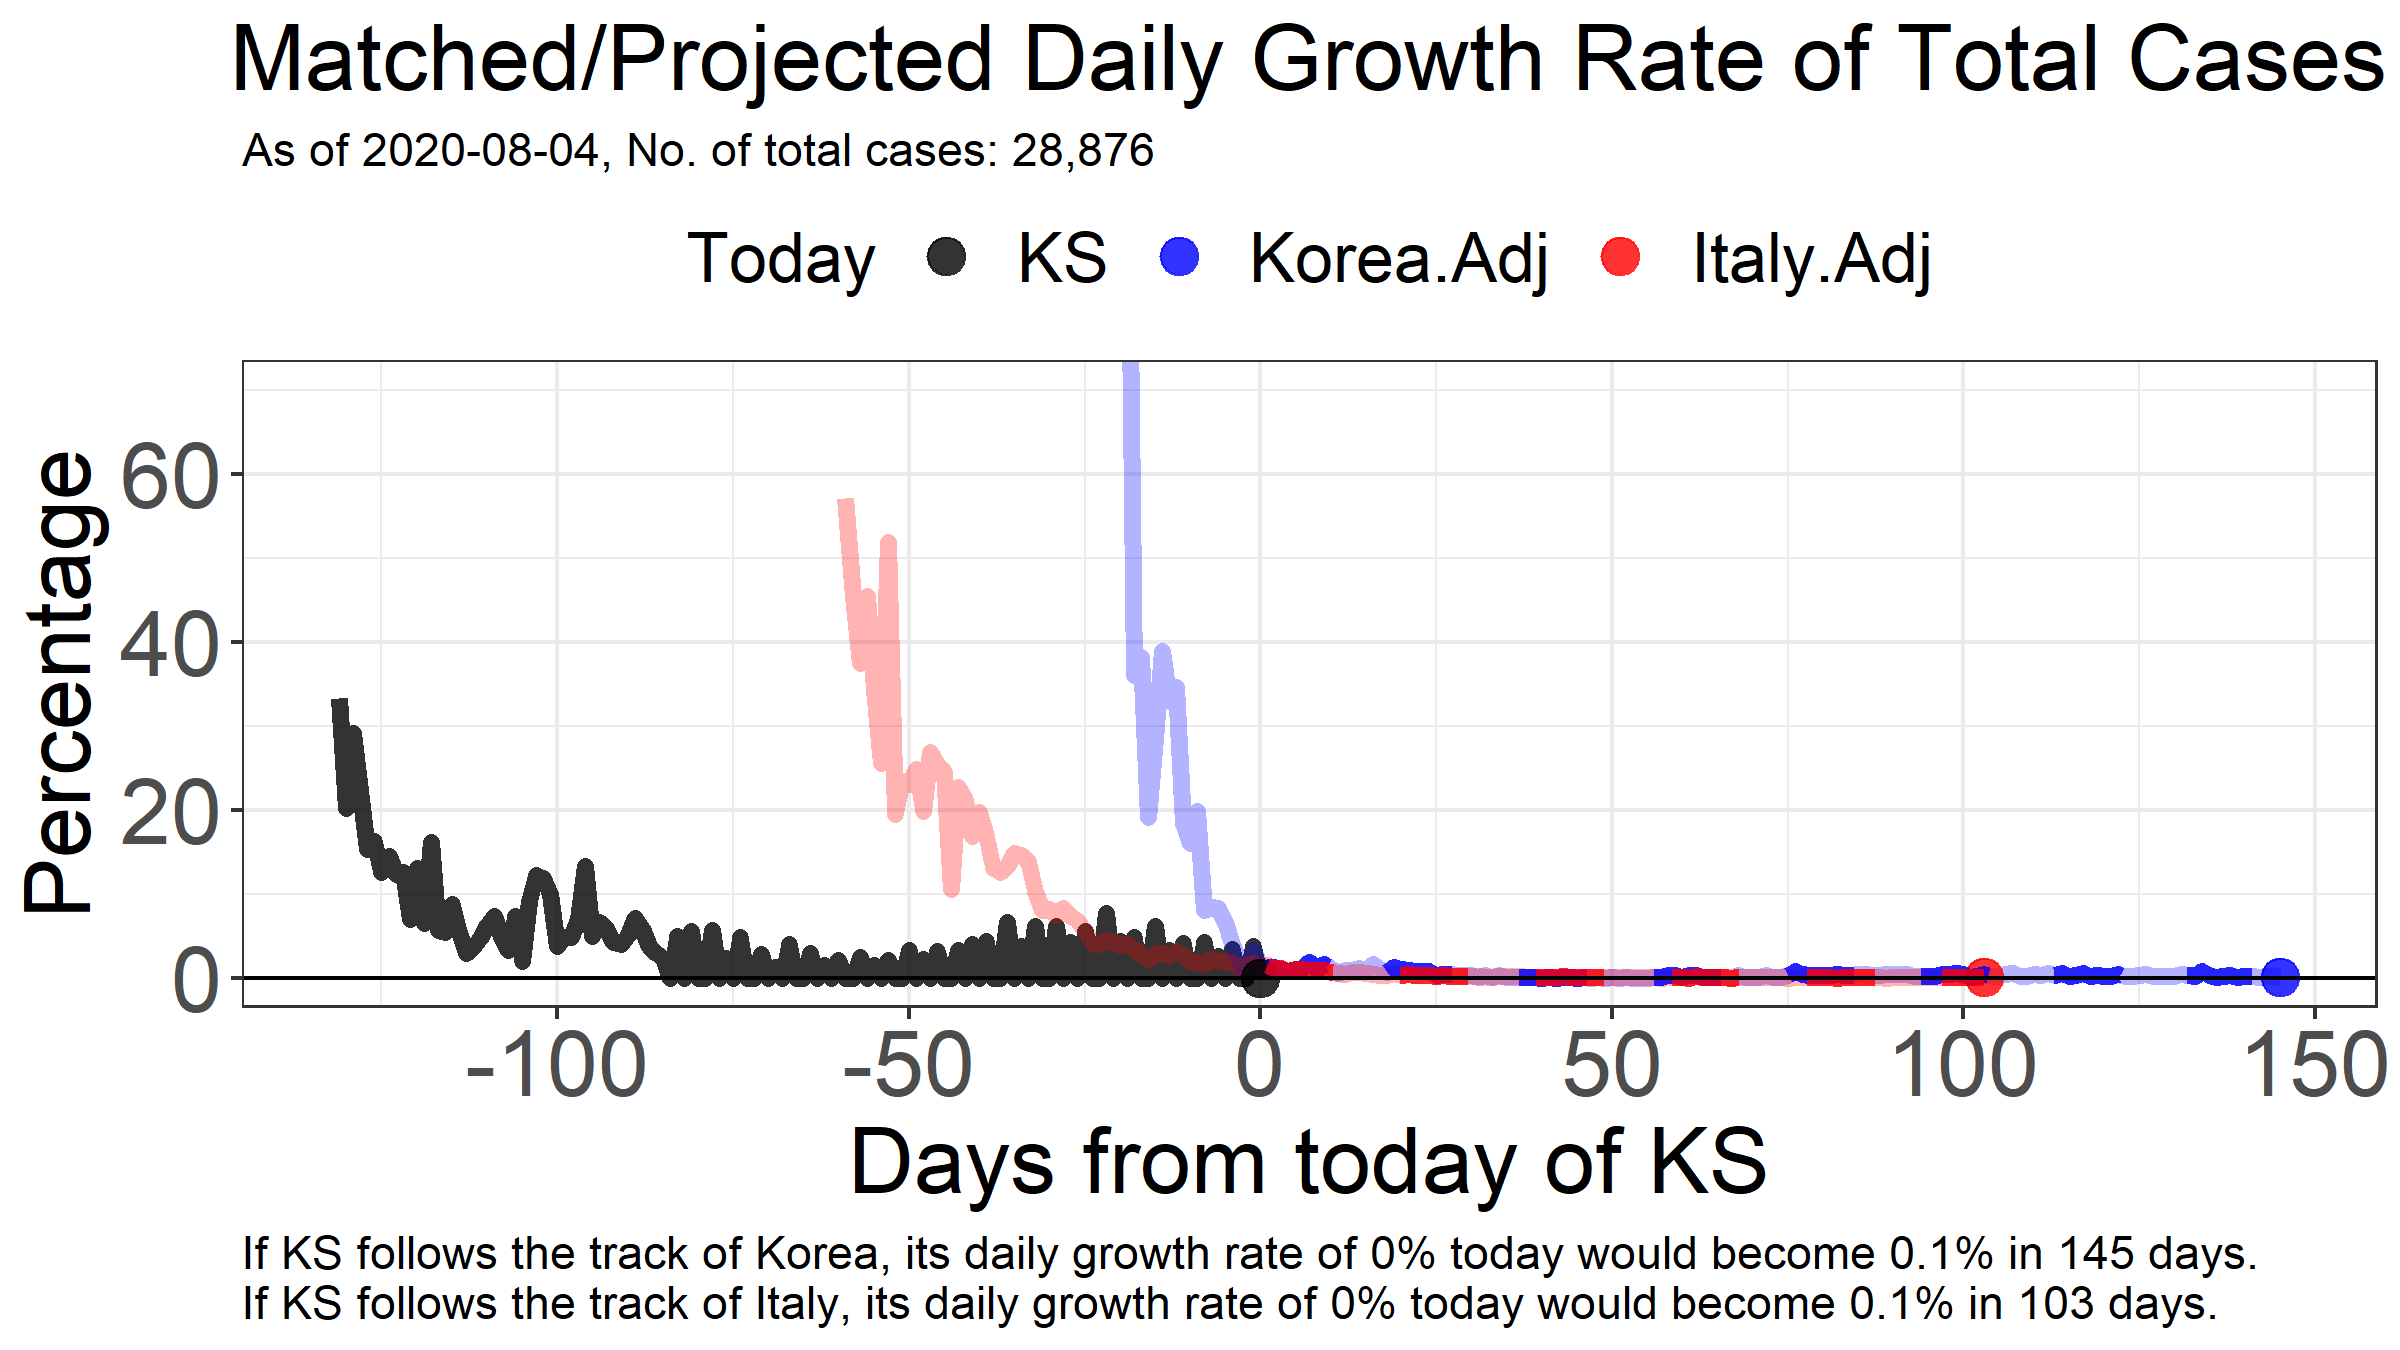 Matched/Projected Daily Growth Rate of Total Cases
As of 2020-08-04, No. of total cases: 28,876
Today KS Korea.Adj Italy.Adj
Percentage
60
40
20
0
-100 -50 0 50 100 150
Days from today of KS
If KS follows the track of Korea, its daily growth rate of 0% today would become 0.1% in 145 days.
If KS follows the track of Italy, its daily growth rate of 0% today would become 0.1% in 103 days.